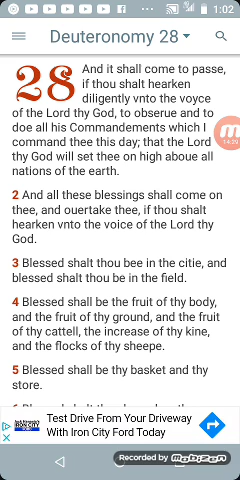 1:02
Deuteronomy 28
28 And it shall come to passe,
if thou shalt hearken
diligently vnto the voyce
of the Lord thy God, to obserue and to
doe all his Commandements which I
command thee this day; that the Lord
thy God will set thee on high aboue all
nations of the earth.
2 And all these blessings shall come on
thee, and ouertake thee, if thou shalt
hearken vnto the voice of the Lord thy
God.
3 Blessed shalt thou bee in the citie, and
blessed shalt thou be in the field.
4 Blessed shall be the fruit of thy body,
and the fruit of thy ground, and the fruit
of thy cattell, the increase of thy kine,
and the flocks of thy sheepe.
5 Blessed shall be thy basket and thy
store.
Test Drive From Your Driveway
With Iron City Ford Today
IRON CITY
Recorded by
mobizen